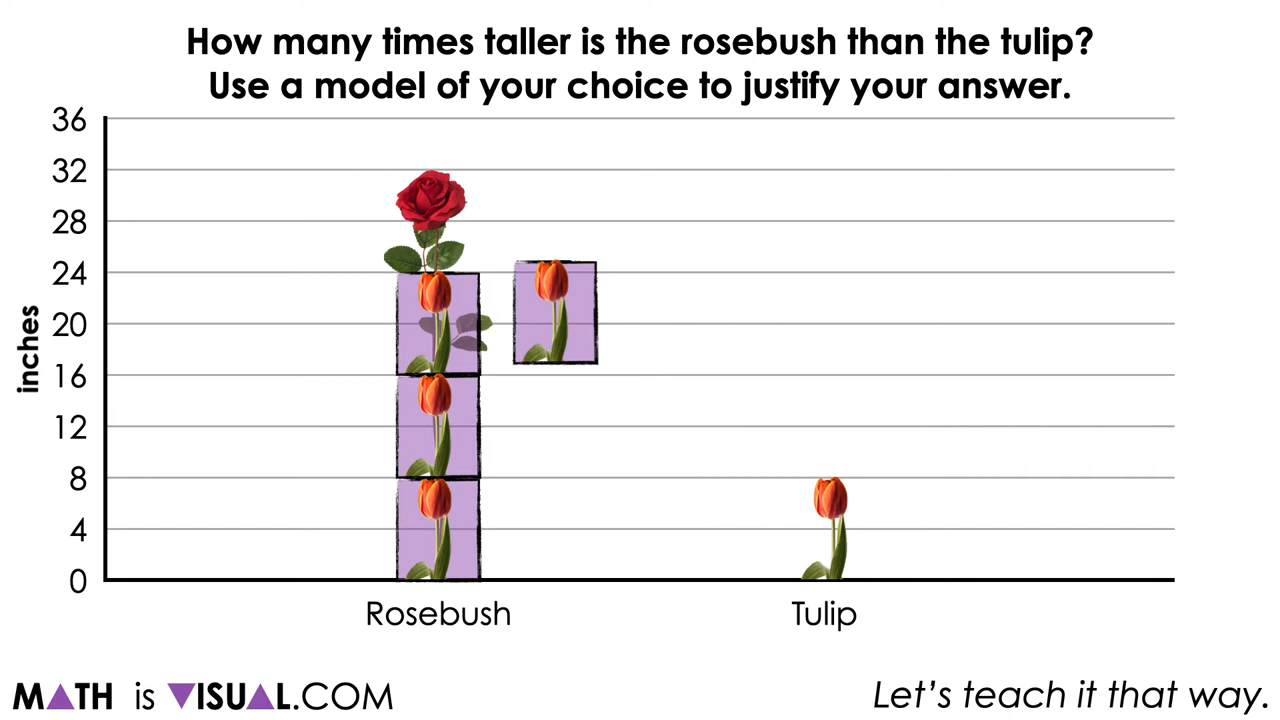 How many times taller is the rosebush than the tulip?
Use a model of your choice to justify your answer.
36
32
28
24
20
16
12
8
4
0
inches
Rosebush
Tulip
MATH is VISUAL.COM
Let's teach it that way.